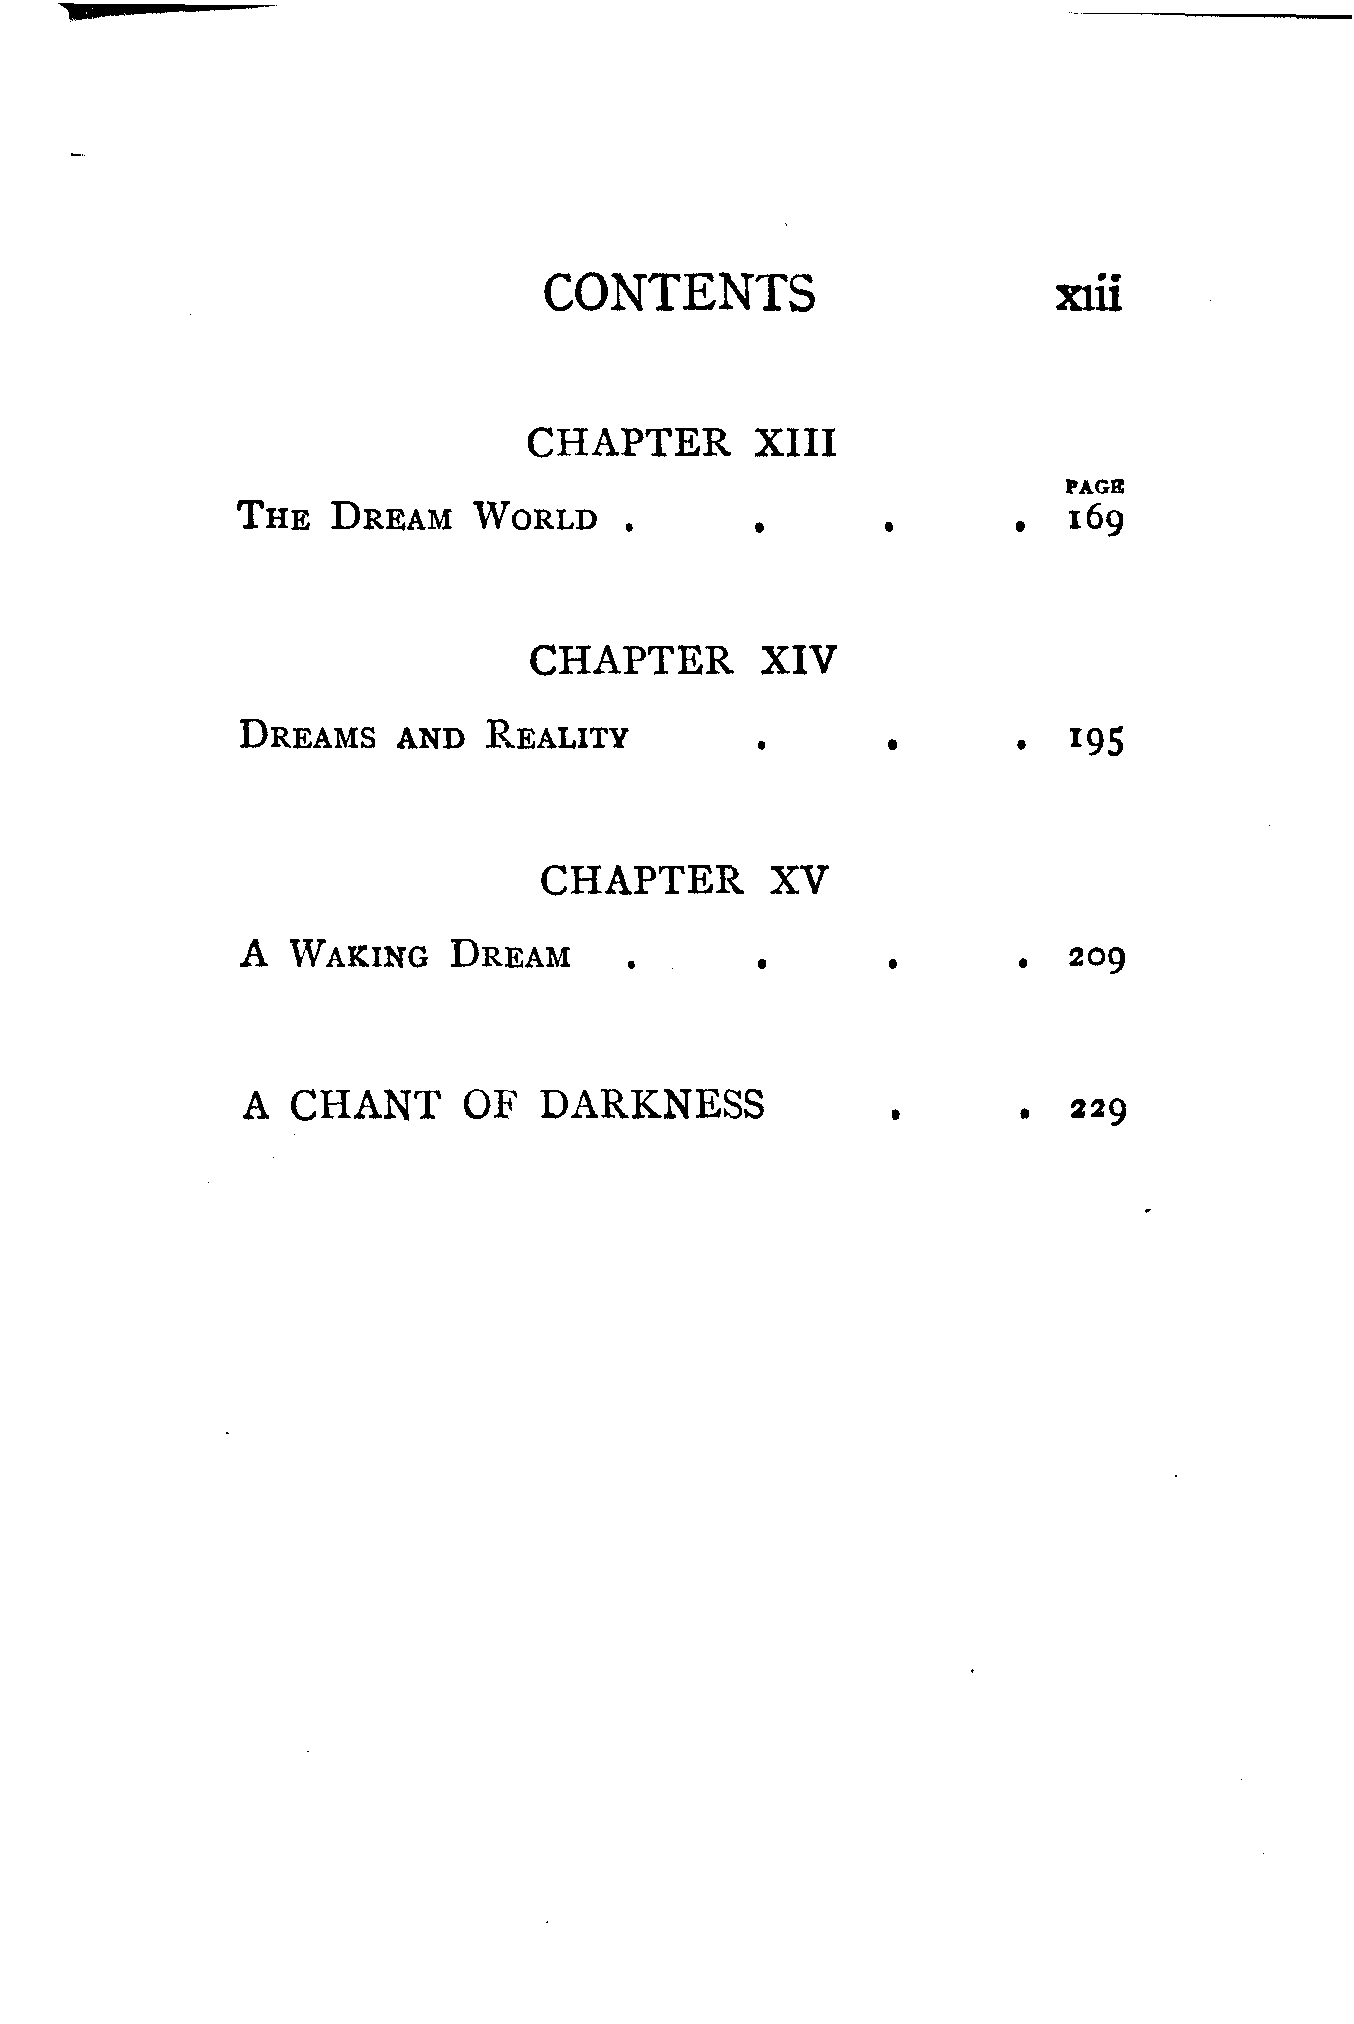 CONTENTS xiii
CHAPTER XIII
PAGE
THE DREAM WORLD . . . . 169
CHAPTER XIV
DREAMS AND REALITY . . . 195
CHAPTER XV
A WAKING DREAM . . . . 209
A CHANT OF DARKNESS . . 229